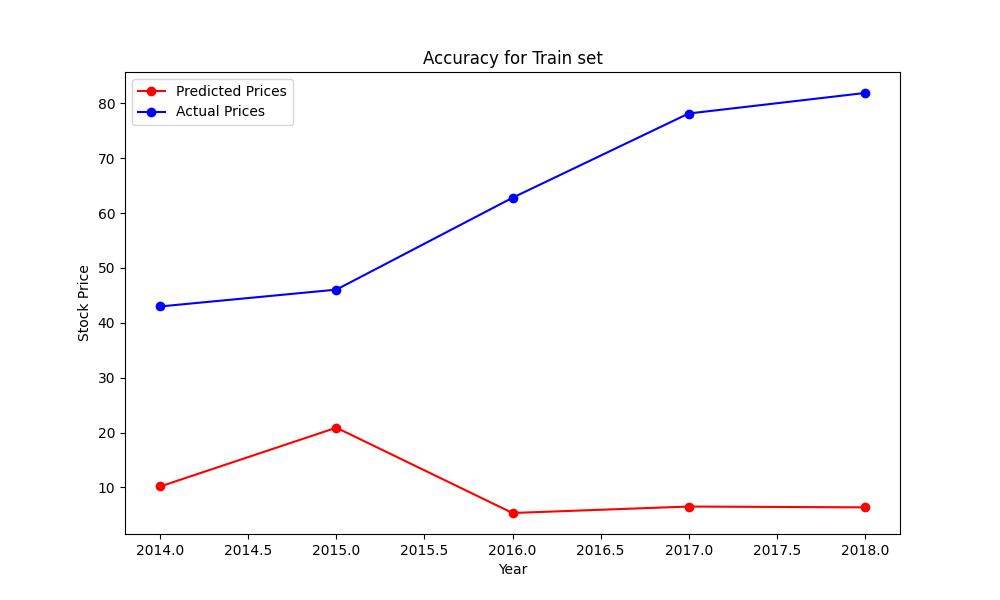 Accuracy for Train set
Predicted Prices
Actual Prices
80
70
60
50
40
30
20
10
Stock Price
2014.0 2014.5 2015.0 2015.5 2016.0 2016.5 2017.0 2017.5 2018.0
Year